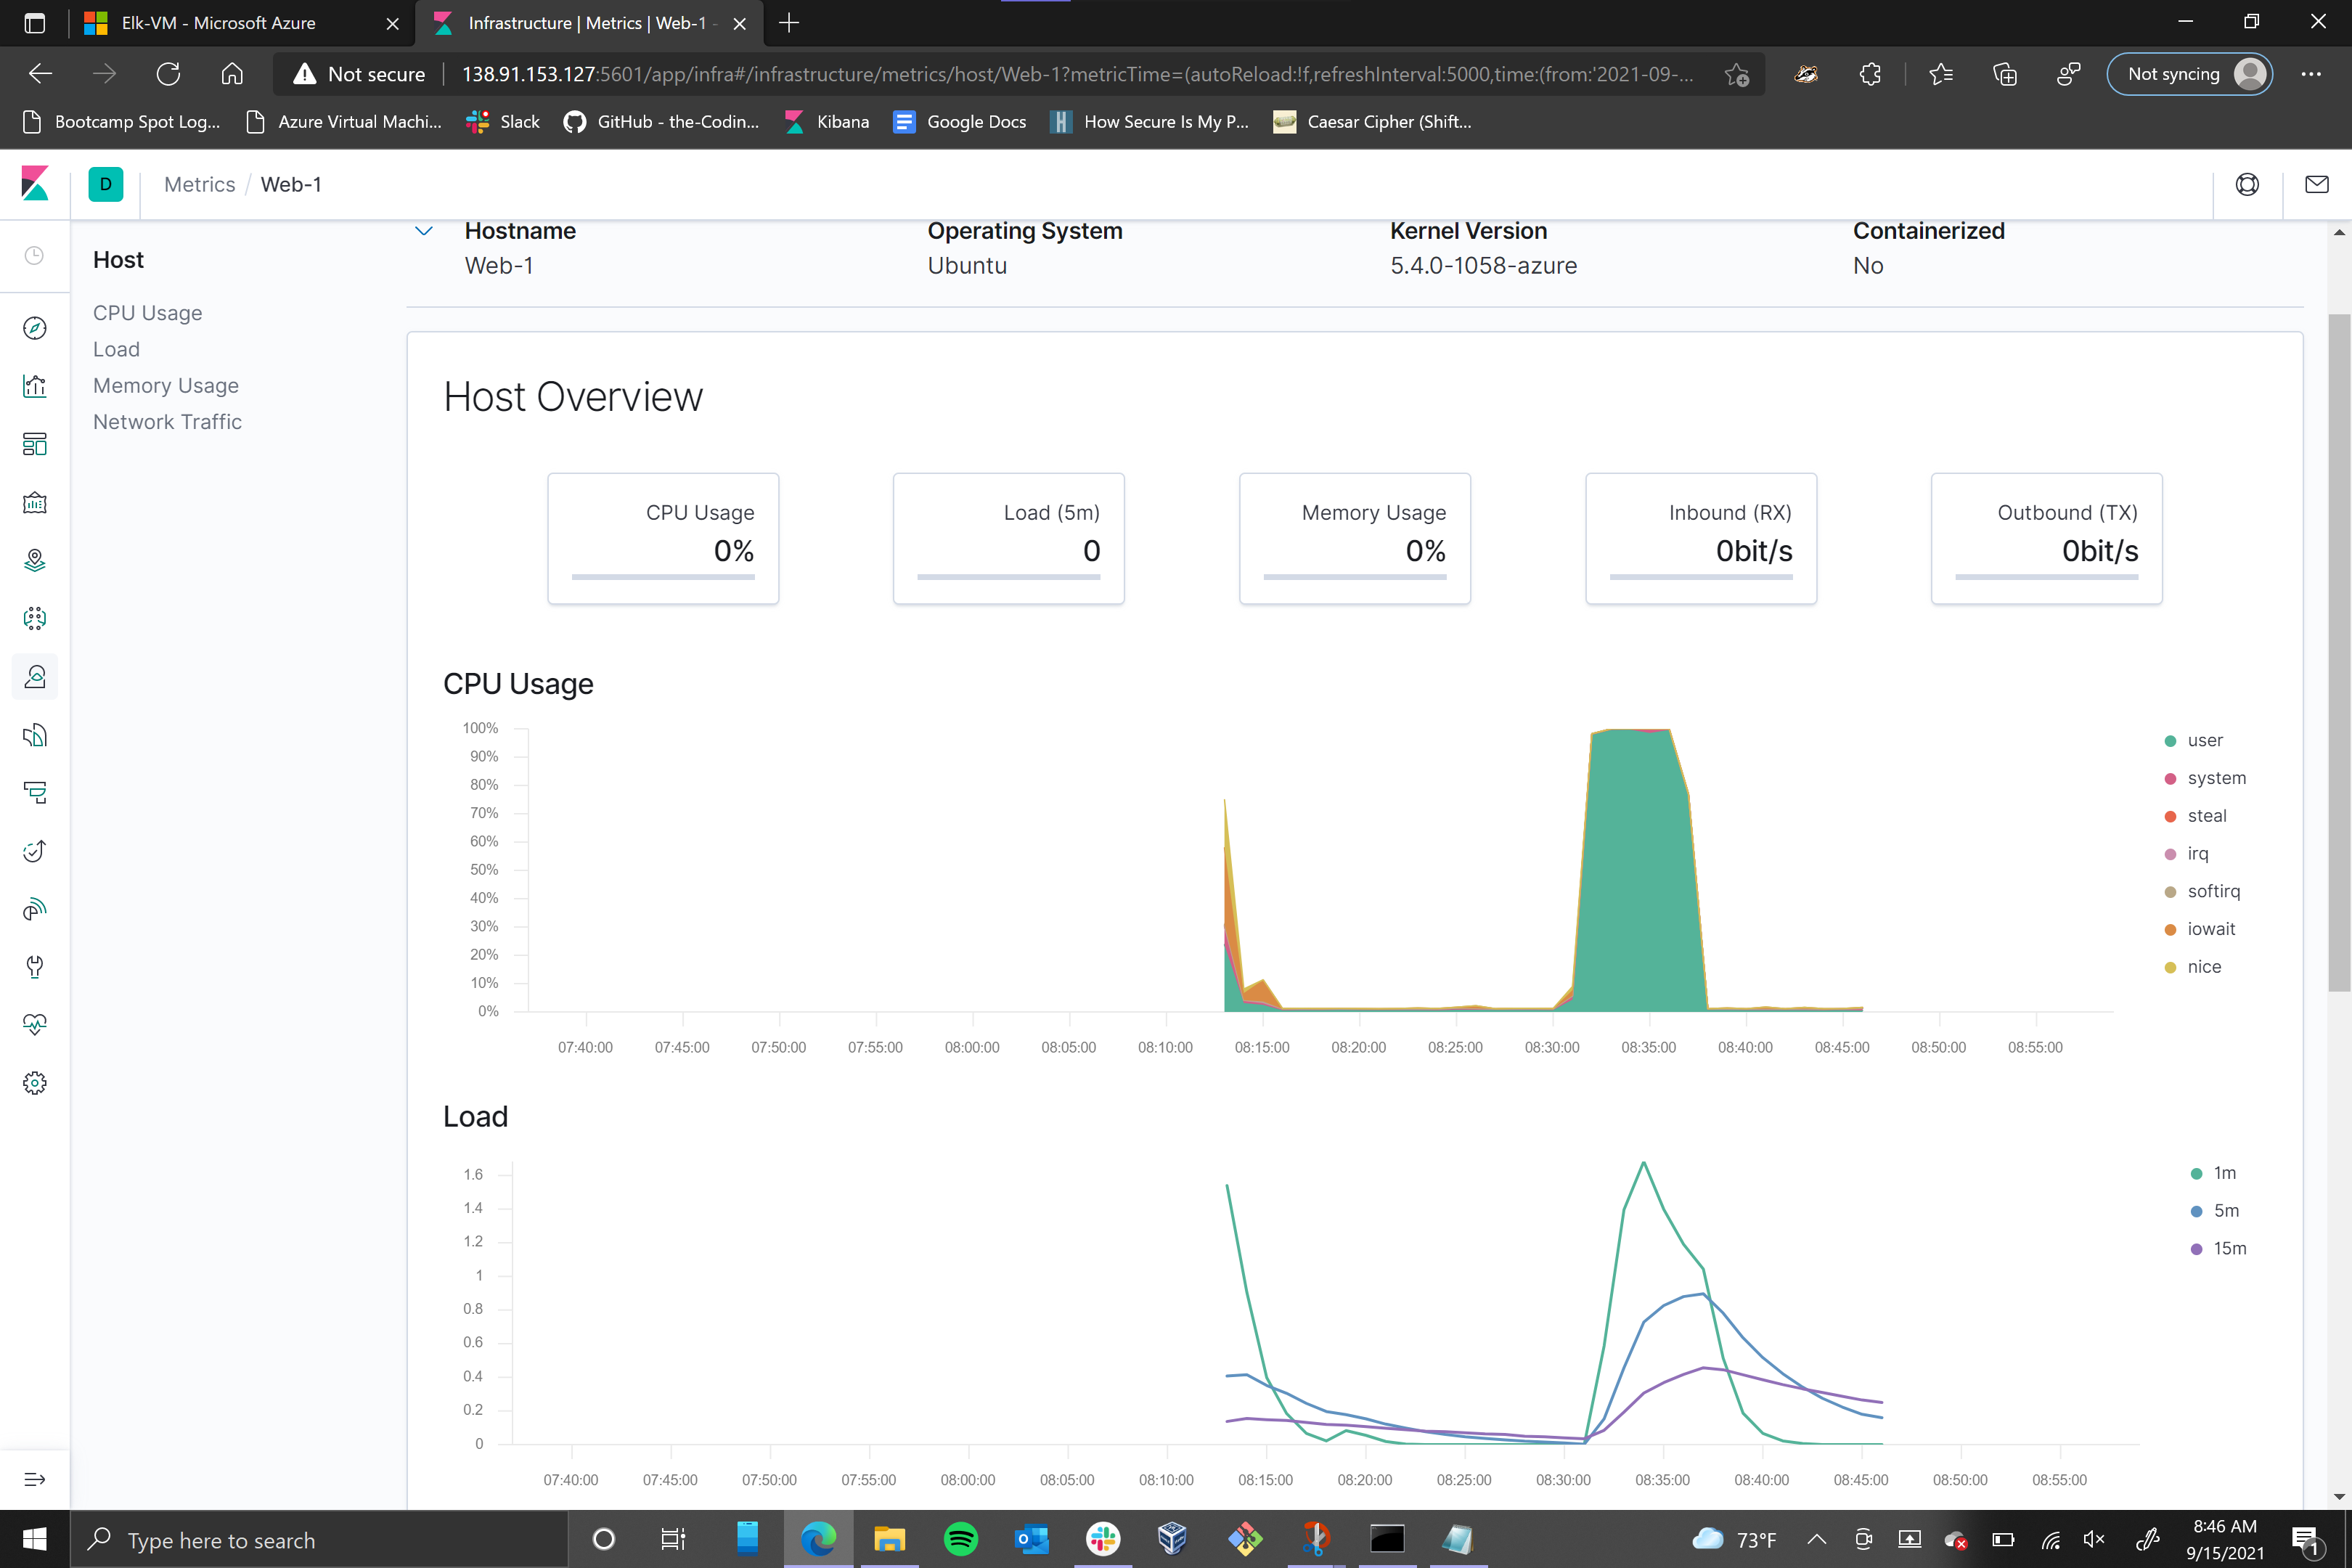 Elk-VM - Microsoft Azure
Infrastructure | Metrics | Web-1 -
Not secure
138.91.153.127:5601/app/infra#/infrastructure/metrics/host/Web-1?metricTime=(autoReload:!f,refreshInterval:5000,time:(from:'2021-09-...
Not syncing
Bootcamp Spot Log...
Azure Virtual Machi...
Slack
GitHub - the-Codin...
Kibana
Google Docs
How Secure Is My P...
Caesar Cipher (Shift...
D
Metrics / Web-1
Host
CPU Usage
Load
Memory Usage
Network Traffic
Hostname
Web-1
Operating System
Ubuntu
Kernel Version
5.4.0-1058-azure
Containerized
No
Host Overview
CPU Usage
0%
Load (5m)
0
Memory Usage
0%
Inbound (RX)
0bit/s
Outbound (TX)
0bit/s
CPU Usage
100%
90%
80%
70%
60%
50%
40%
30%
20%
10%
0%
07:40:00 07:45:00 07:50:00 07:55:00 08:00:00 08:05:00 08:10:00 08:15:00 08:20:00 08:25:00 08:30:00 08:35:00 08:40:00 08:45:00 08:50:00 08:55:00
user
system
steal
irq
softirq
iowait
nice
Load
1.6
1.4
1.2
1
0.8
0.6
0.4
0.2
0
07:40:00 07:45:00 07:50:00 07:55:00 08:00:00 08:05:00 08:10:00 08:15:00 08:20:00 08:25:00 08:30:00 08:35:00 08:40:00 08:45:00 08:50:00 08:55:00
1m
5m
15m
Type here to search
73°F
8:46 AM
9/15/2021
1